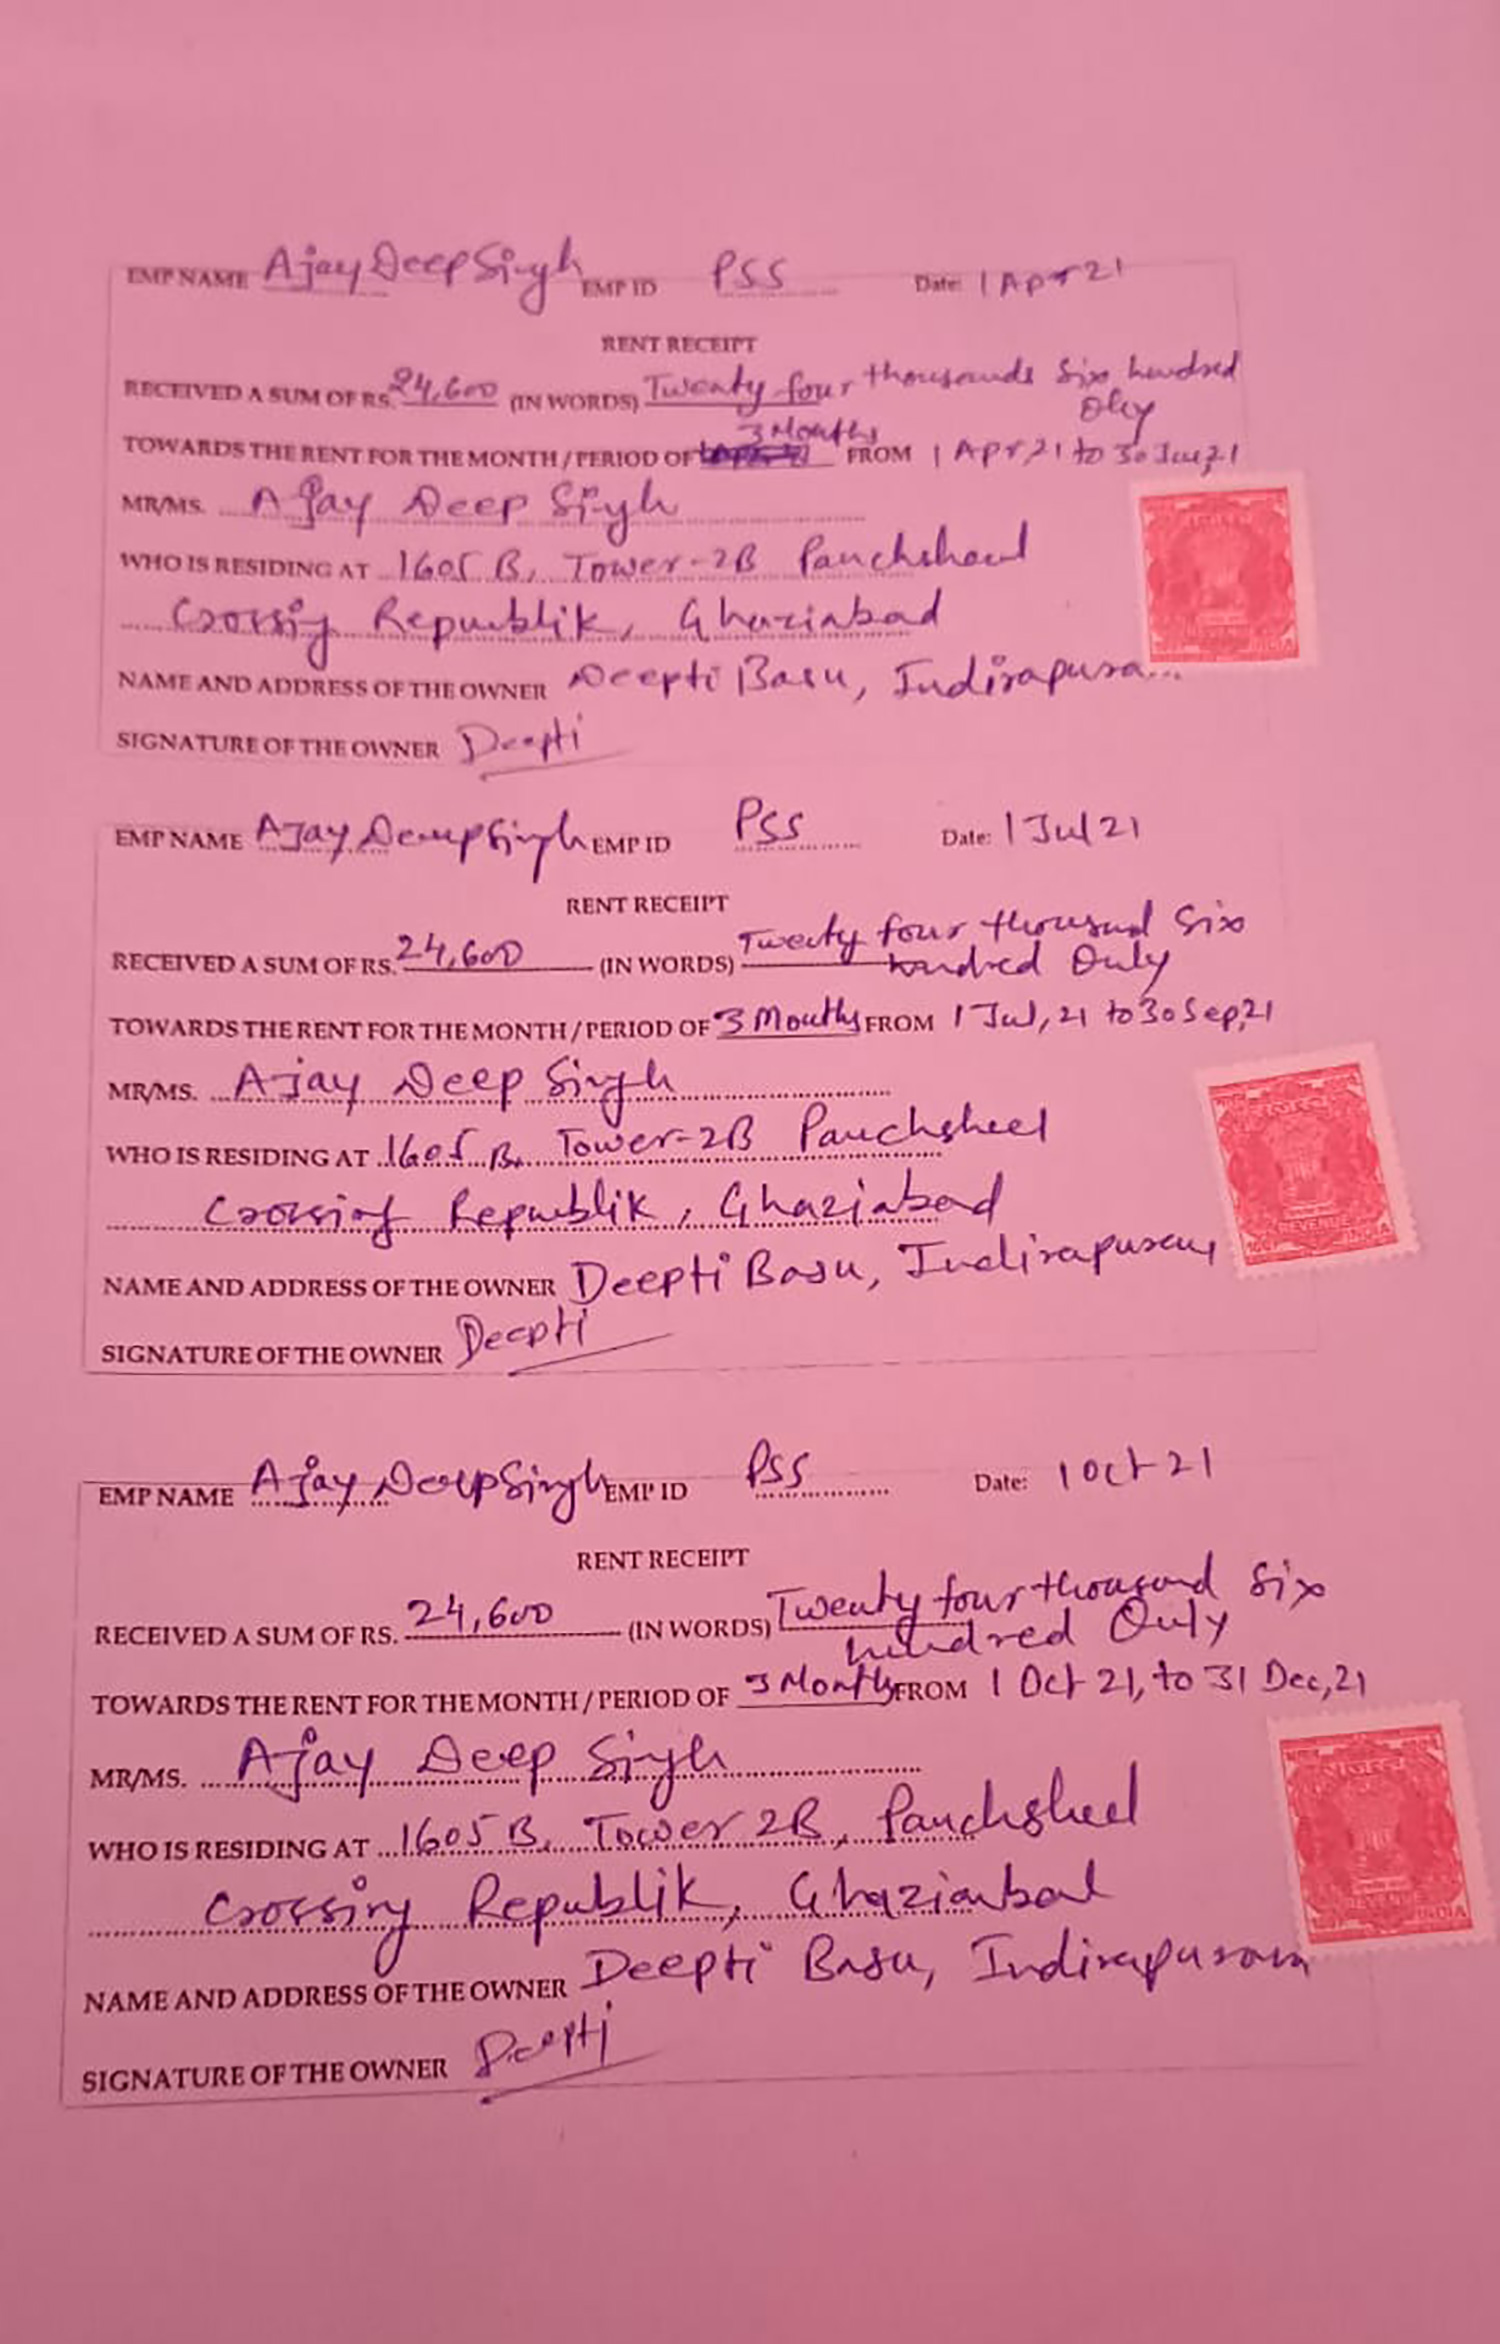 EMP NAME Ajay Deep Singh EMP ID PSS Date: 1 Apr 21
RENT RECEIPT
RECEIVED A SUM OF RS. 24,600 (IN WORDS) Twenty four thousands Six hundred
Only
TOWARDS THE RENT FOR THE MONTH / PERIOD OF 3 Months FROM 1 Apr, 21 to 30 Jun, 21
MR/MS. Ajay Deep Singh
WHO IS RESIDING AT 1605 B, Tower-2B Panchsheel
Crossing Republik, Ghaziabad
NAME AND ADDRESS OF THE OWNER Deepti Basu, Indirapuram
SIGNATURE OF THE OWNER Deepti
EMP NAME Ajay Deep Singh EMP ID PSS Date: 1 Jul 21
RENT RECEIPT
RECEIVED A SUM OF RS. 24,600 (IN WORDS) Twenty four thousand Six
hundred Only
TOWARDS THE RENT FOR THE MONTH / PERIOD OF 3 Months FROM 1 Jul, 21 to 30 Sep, 21
MR/MS. Ajay Deep Singh
WHO IS RESIDING AT 1605 B, Tower-2B Panchsheel
Crossing Republik, Ghaziabad
REVENUE INDIA
NAME AND ADDRESS OF THE OWNER Deepti Basu, Indirapuram
SIGNATURE OF THE OWNER Deepti
EMP NAME Ajay Deep Singh EMP ID PSS Date: 1 Oct 21
RENT RECEIPT
RECEIVED A SUM OF RS. 24,600 (IN WORDS) Twenty four thousand Six
hundred Only
TOWARDS THE RENT FOR THE MONTH / PERIOD OF 3 Months FROM 1 Oct 21, to 31 Dec, 21
MR/MS. Ajay Deep Singh
WHO IS RESIDING AT 1605 B, Tower 2B, Panchsheel
Crossing Republik, Ghaziabad
INDIA
NAME AND ADDRESS OF THE OWNER Deepti Basu, Indirapuram
SIGNATURE OF THE OWNER Deepti